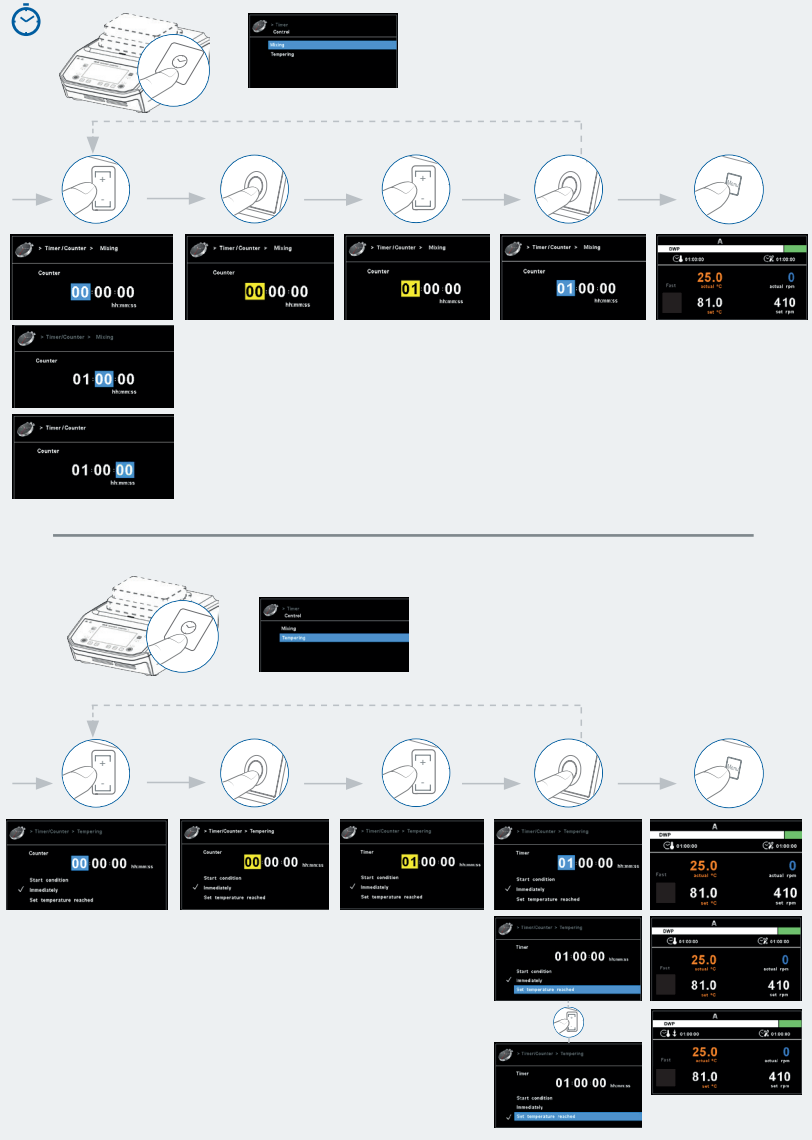 > Timer
Control
Mixing
Tempering
+
-
+
-
Menu
> Timer/Counter > Mixing
Counter
00:00:00
hh:mm:ss
> Timer/Counter > Mixing
Counter
00:00:00
hh:mm:ss
> Timer/Counter > Mixing
Counter
01:00:00
hh:mm:ss
> Timer/Counter > Mixing
Counter
01:00:00
hh:mm:ss
A
DWP
01:00:00 01:00:00
25.0 0
Fast actual °C actual rpm
81.0 410
set °C set rpm
> Timer/Counter > Mixing
Counter
01:00:00
hh:mm:ss
> Timer/Counter
Counter
01:00:00
hh:mm:ss
> Timer
Control
Mixing
Tempering
+
-
+
-
Menu
> Timer/Counter > Tempering
Counter
00:00:00 hh:mm:ss
Start condition
✓ Immediately
Set temperature reached
> Timer/Counter > Tempering
Counter
00:00:00 hh:mm:ss
Start condition
✓ Immediately
Set temperature reached
> Timer/Counter > Tempering
Timer
01:00:00 hh:mm:ss
Start condition
✓ Immediately
Set temperature reached
> Timer/Counter > Tempering
Timer
01:00:00 hh:mm:ss
Start condition
✓ Immediately
Set temperature reached
A
DWP
01:00:00 01:00:00
25.0 0
Fast actual °C actual rpm
81.0 410
set °C set rpm
> Timer/Counter > Tempering
Timer
01:00:00 hh:mm:ss
Start condition
✓ Immediately
Set temperature reached
A
DWP
01:00:00 01:00:00
25.0 0
Fast actual °C actual rpm
81.0 410
set °C set rpm
> Timer/Counter > Tempering
Timer
01:00:00 hh:mm:ss
Start condition
Immediately
✓ Set temperature reached
A
DWP
01:00:00 01:00:00
25.0 0
Fast actual °C actual rpm
81.0 410
set °C set rpm